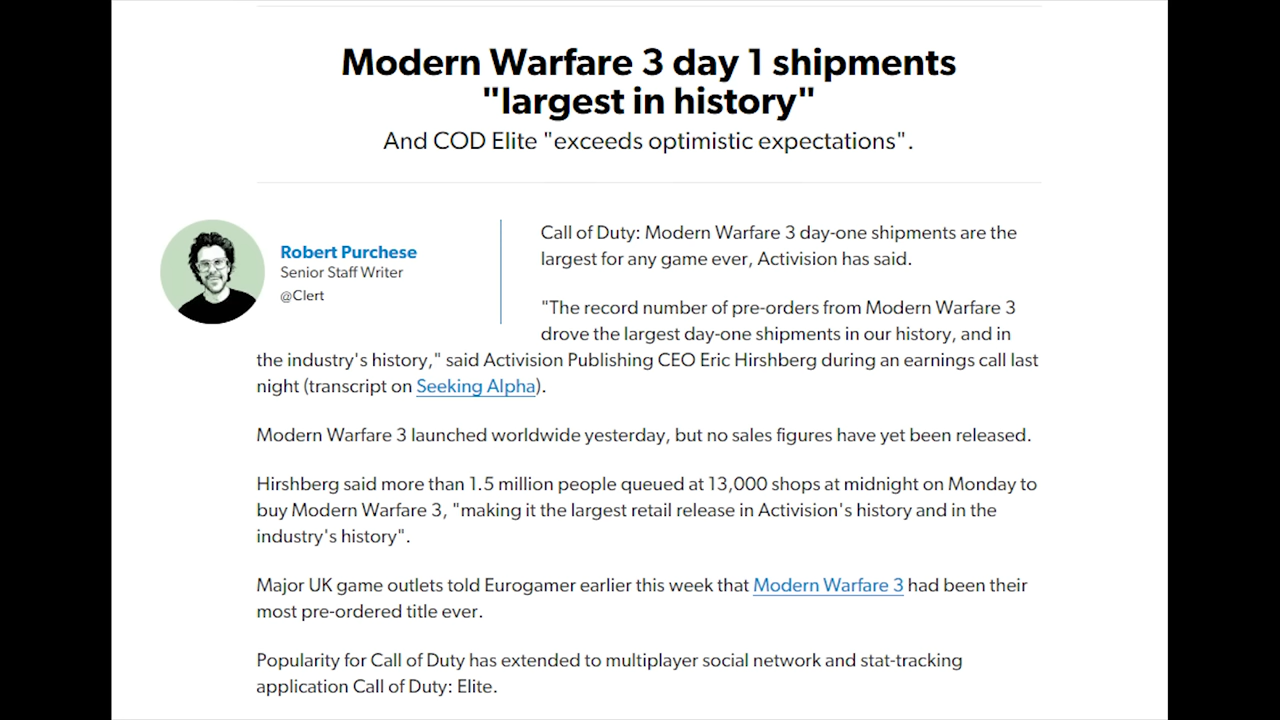 Modern Warfare 3 day 1 shipments
"largest in history"
And COD Elite "exceeds optimistic expectations".
Robert Purchese
Senior Staff Writer
@Clert
Call of Duty: Modern Warfare 3 day-one shipments are the
largest for any game ever, Activision has said.
"The record number of pre-orders from Modern Warfare 3
drove the largest day-one shipments in our history, and in
the industry's history," said Activision Publishing CEO Eric Hirshberg during an earnings call last
night (transcript on Seeking Alpha).
Modern Warfare 3 launched worldwide yesterday, but no sales figures have yet been released.
Hirshberg said more than 1.5 million people queued at 13,000 shops at midnight on Monday to
buy Modern Warfare 3, "making it the largest retail release in Activision's history and in the
industry's history".
Major UK game outlets told Eurogamer earlier this week that Modern Warfare 3 had been their
most pre-ordered title ever.
Popularity for Call of Duty has extended to multiplayer social network and stat-tracking
application Call of Duty: Elite.